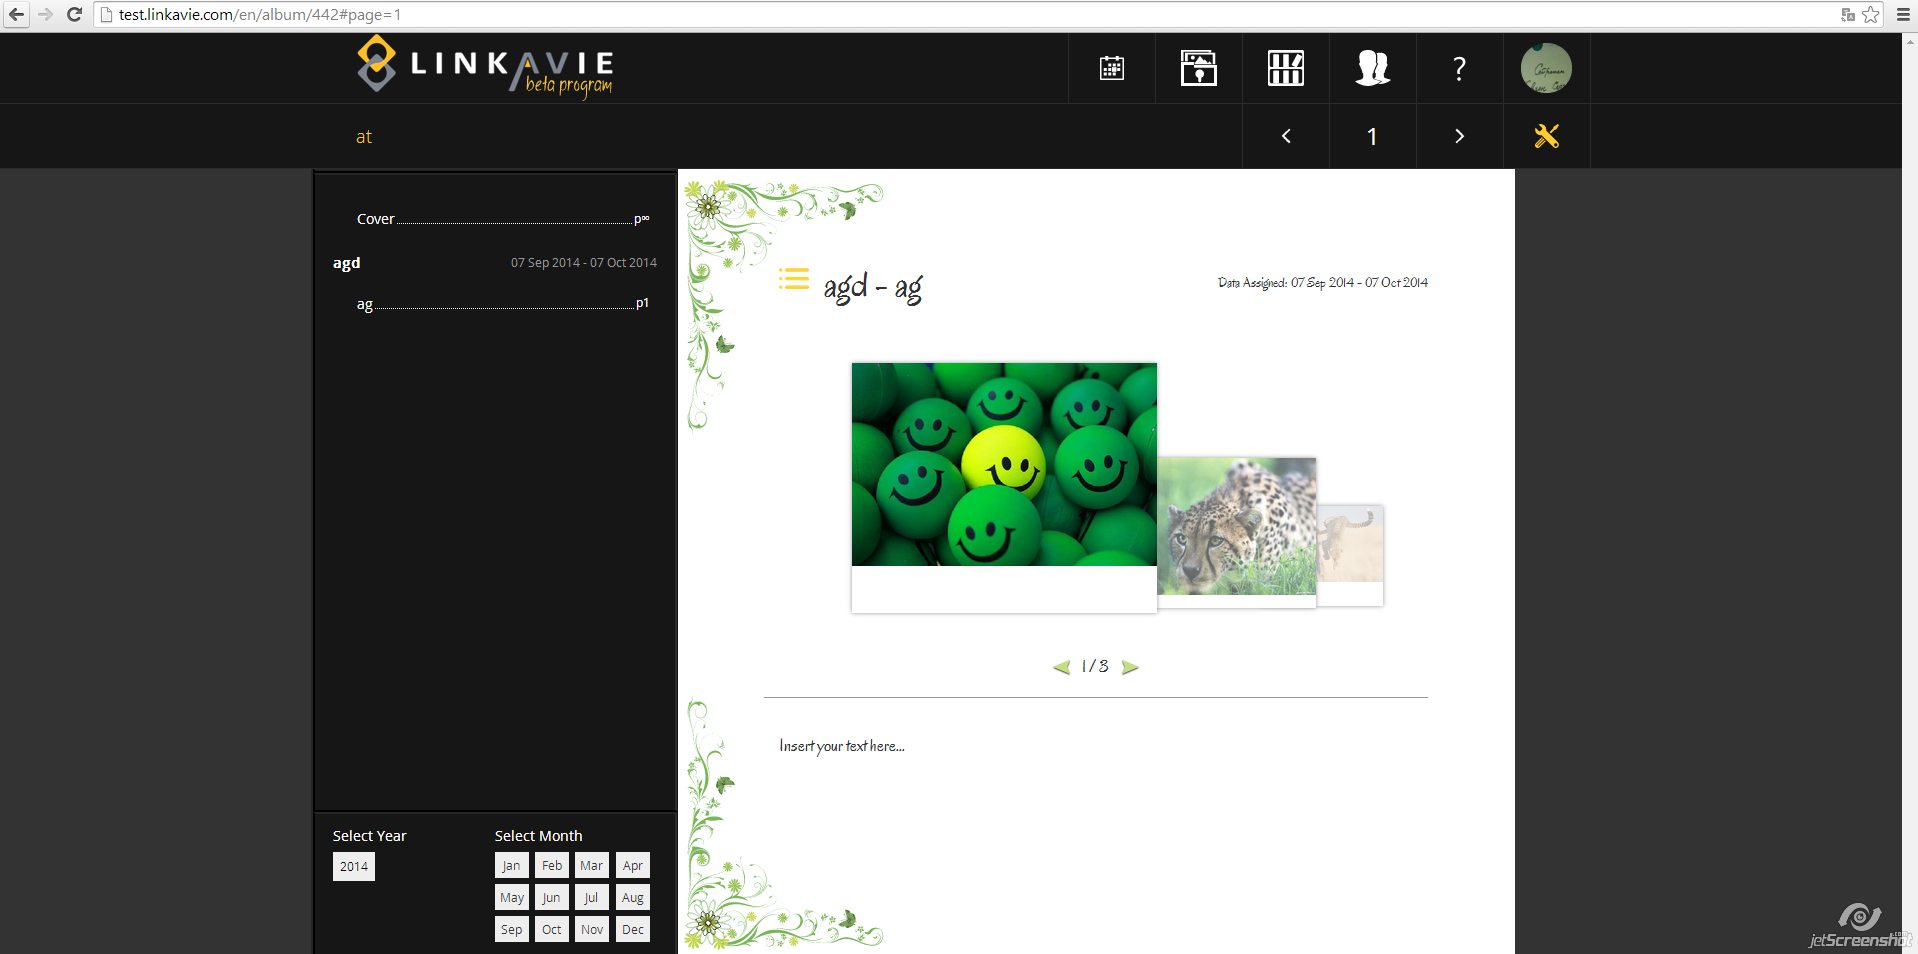 test.linkavie.com/en/album/442#page=1
LINKAVIE
beta program
?
at
1
Cover p∞
agd 07 Sep 2014 - 07 Oct 2014
ag p1
agd - ag
Data Assigned: 07 Sep 2014 - 07 Oct 2014
1 / 3
Insert your text here...
Select Year
2014
Select Month
Jan Feb Mar Apr
May Jun Jul Aug
Sep Oct Nov Dec
jetScreenshot.com